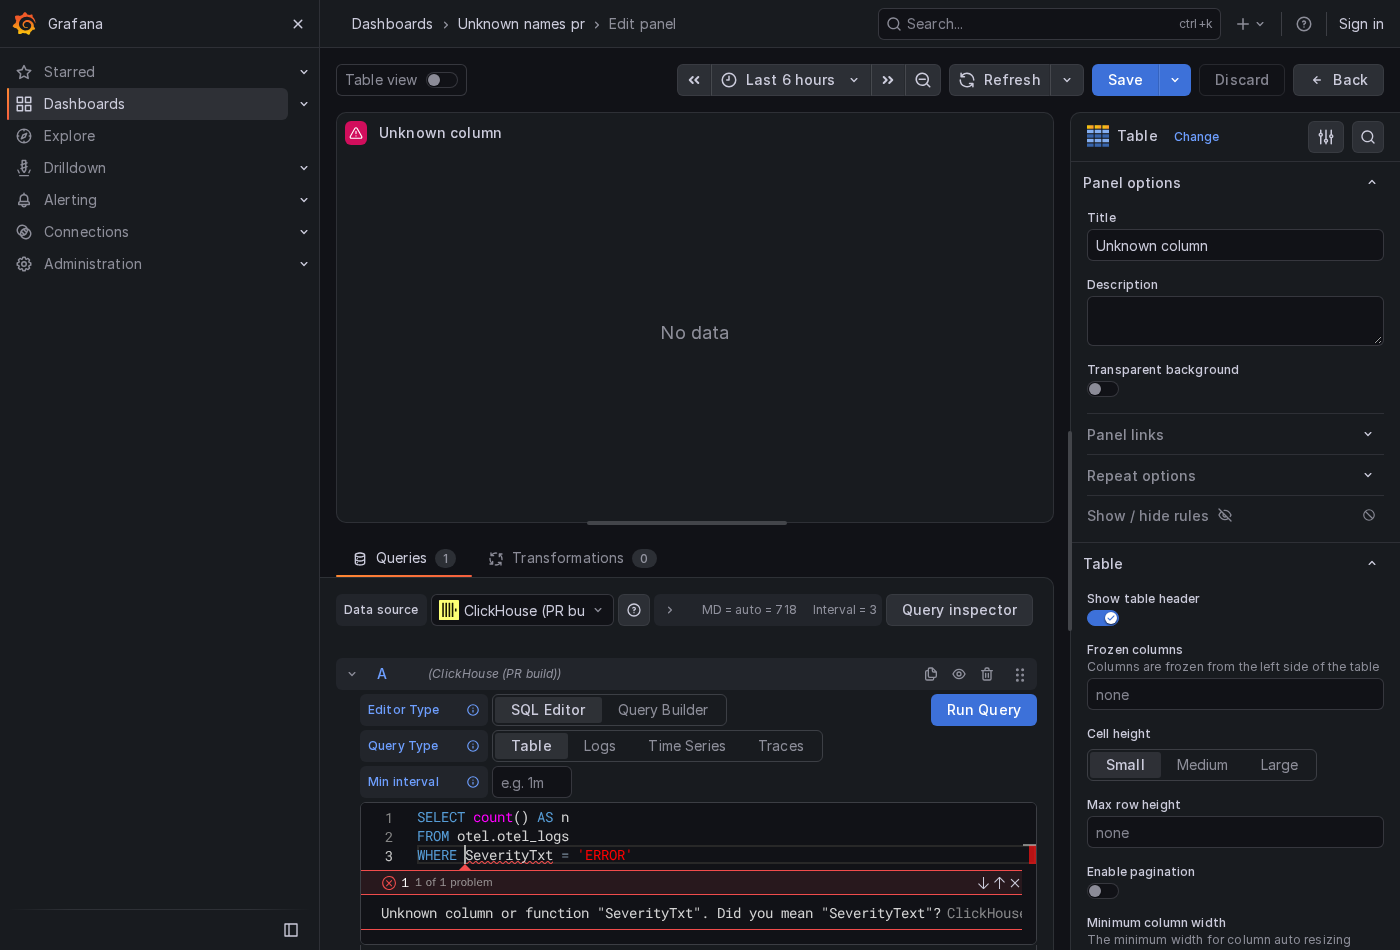 Grafana
Dashboards › Unknown names pr › Edit panel
Search...
ctrl+k
Sign in
Starred
Dashboards
Explore
Drilldown
Alerting
Connections
Administration
Table view
Last 6 hours
Refresh
Save
Discard
Back
Unknown column
No data
Table
Change
Panel options
Title
Unknown column
Description
Transparent background
Panel links
Repeat options
Show / hide rules
Table
Show table header
Frozen columns
Columns are frozen from the left side of the table
none
Cell height
Small Medium Large
Max row height
none
Enable pagination
Minimum column width
The minimum width for column auto resizing
Queries 1
Transformations 0
Data source
ClickHouse (PR bu
MD = auto = 718 Interval = 3
Query inspector
A (ClickHouse (PR build))
Editor Type
SQL Editor Query Builder
Run Query
Query Type
Table Logs Time Series Traces
Min interval
e.g. 1m
1 SELECT count() AS n
2 FROM otel.otel_logs
3 WHERE SeverityTxt = 'ERROR'
1 1 of 1 problem
Unknown column or function "SeverityTxt". Did you mean "SeverityText"? ClickHouse